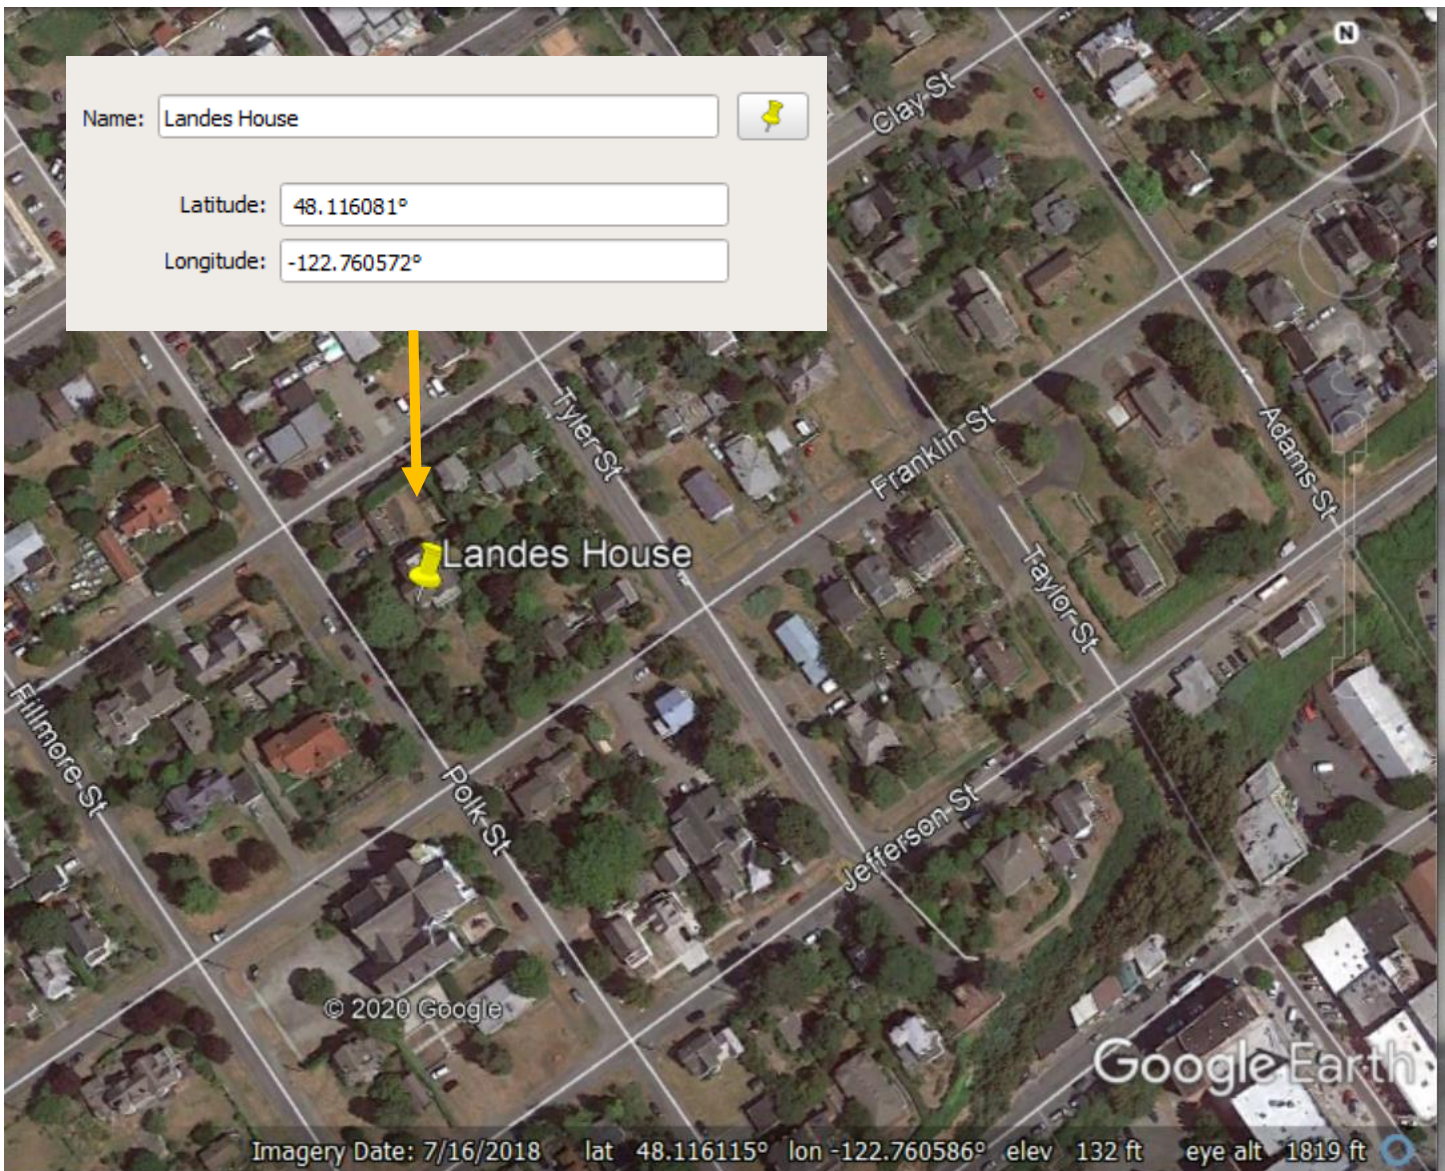 N
Name: Landes House
Latitude: 48.116081°
Longitude: -122.760572°
Clay St
Tyler St
Franklin St
Adams St
Landes House
Taylor St
Fillmore St
Polk St
Jefferson St
© 2020 Google
Google Earth
Imagery Date: 7/16/2018 lat 48.116115° lon -122.760586° elev 132 ft eye alt 1819 ft